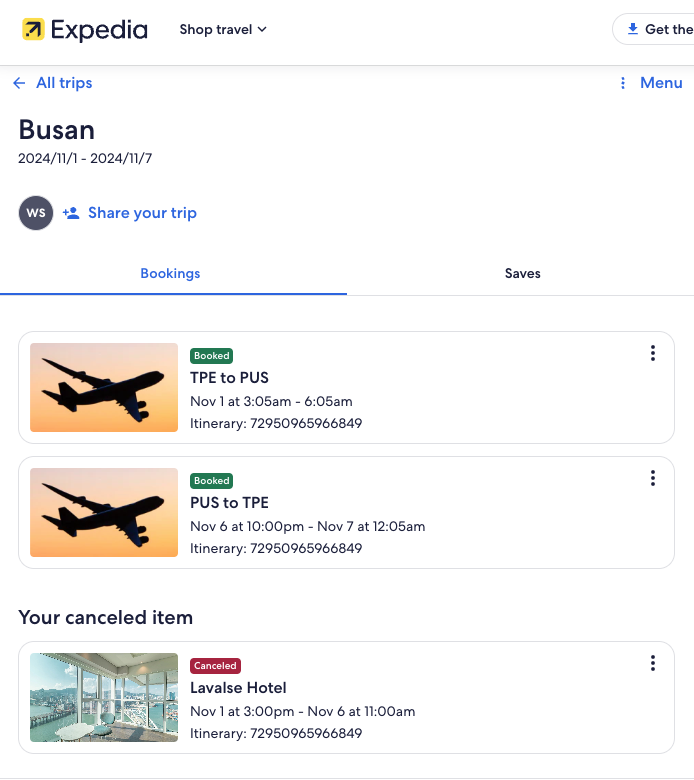 Expedia
Shop travel
Get the
All trips
Menu
Busan
2024/11/1 - 2024/11/7
WS
Share your trip
Bookings
Saves
Booked
TPE to PUS
Nov 1 at 3:05am - 6:05am
Itinerary: 72950965966849
Booked
PUS to TPE
Nov 6 at 10:00pm - Nov 7 at 12:05am
Itinerary: 72950965966849
Your canceled item
Canceled
Lavalse Hotel
Nov 1 at 3:00pm - Nov 6 at 11:00am
Itinerary: 72950965966849